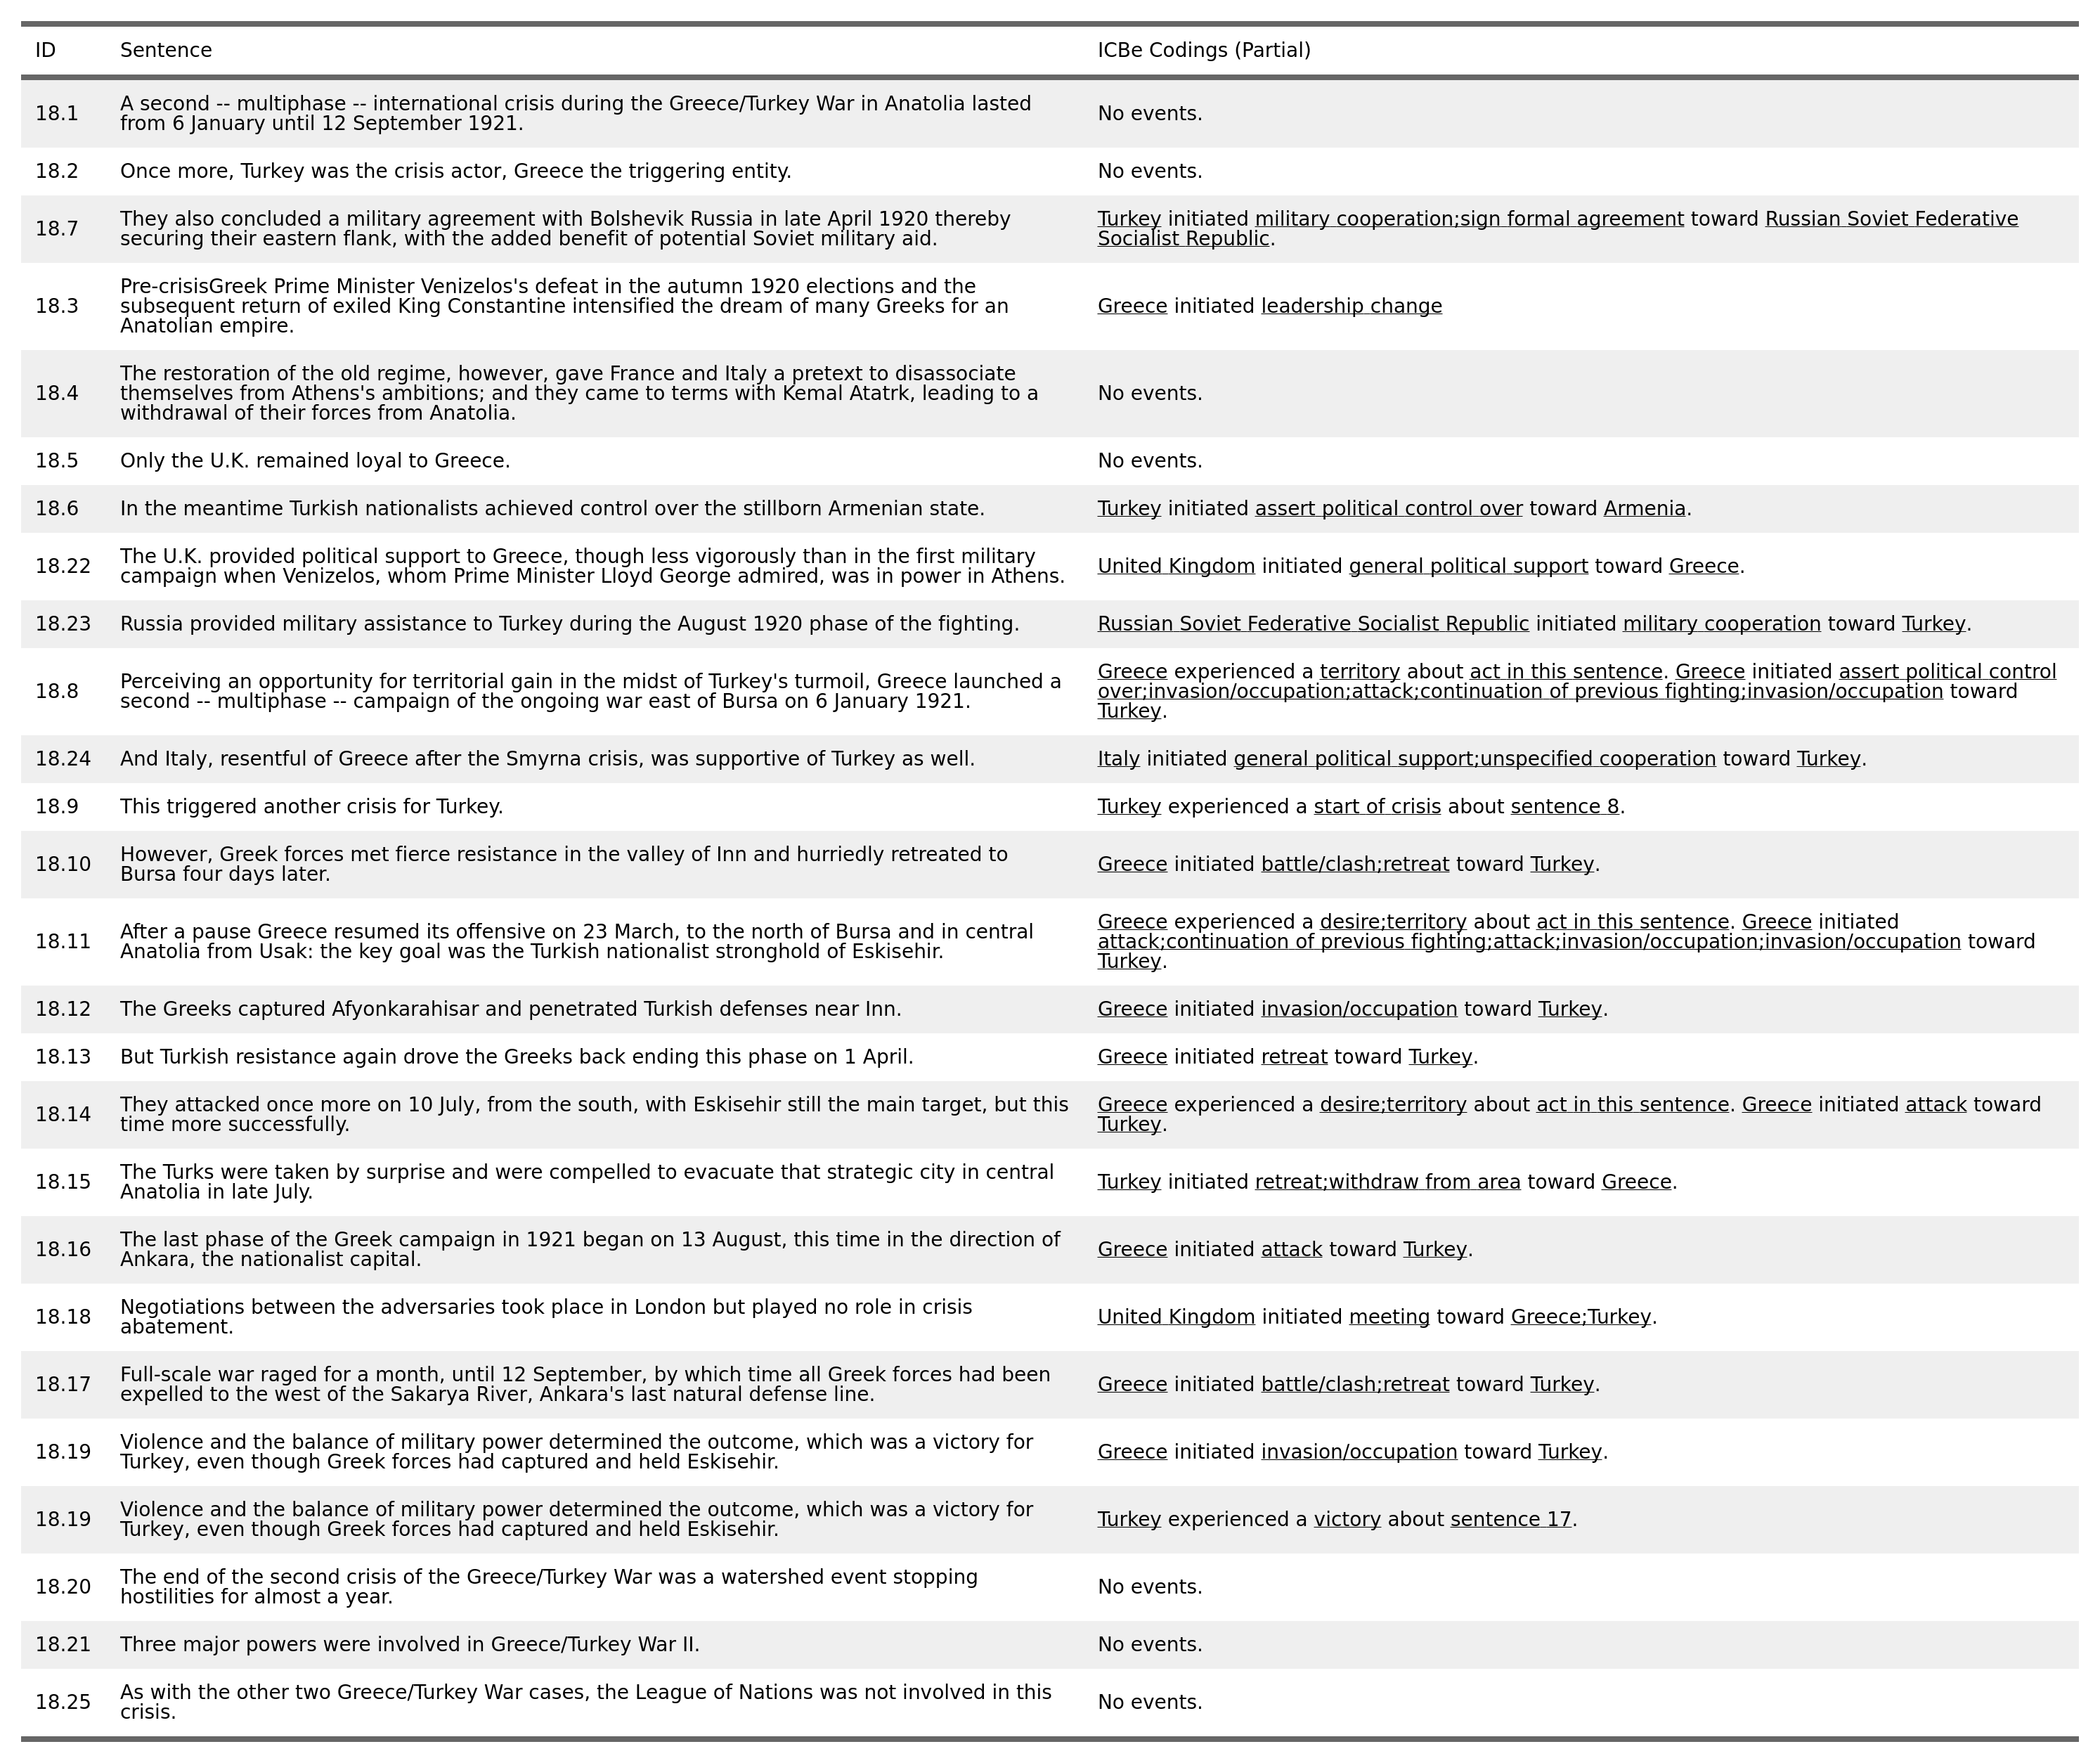 ID Sentence ICBe Codings (Partial)
18.1 A second -- multiphase -- international crisis during the Greece/Turkey War in Anatolia lasted
from 6 January until 12 September 1921. No events.
18.2 Once more, Turkey was the crisis actor, Greece the triggering entity. No events.
18.7 They also concluded a military agreement with Bolshevik Russia in late April 1920 thereby
securing their eastern flank, with the added benefit of potential Soviet military aid.
Turkey initiated military cooperation;sign formal agreement toward Russian Soviet Federative
Socialist Republic.
18.3 Pre-crisisGreek Prime Minister Venizelos's defeat in the autumn 1920 elections and the
subsequent return of exiled King Constantine intensified the dream of many Greeks for an
Anatolian empire.
Greece initiated leadership change
18.4 The restoration of the old regime, however, gave France and Italy a pretext to disassociate
themselves from Athens's ambitions; and they came to terms with Kemal Atatrk, leading to a
withdrawal of their forces from Anatolia.
No events.
18.5 Only the U.K. remained loyal to Greece. No events.
18.6 In the meantime Turkish nationalists achieved control over the stillborn Armenian state. Turkey initiated assert political control over toward Armenia.
18.22 The U.K. provided political support to Greece, though less vigorously than in the first military
campaign when Venizelos, whom Prime Minister Lloyd George admired, was in power in Athens.
United Kingdom initiated general political support toward Greece.
18.23 Russia provided military assistance to Turkey during the August 1920 phase of the fighting. Russian Soviet Federative Socialist Republic initiated military cooperation toward Turkey.
18.8 Perceiving an opportunity for territorial gain in the midst of Turkey's turmoil, Greece launched a
second -- multiphase -- campaign of the ongoing war east of Bursa on 6 January 1921.
Greece experienced a territory about act in this sentence. Greece initiated assert political control
over;invasion/occupation;attack;continuation of previous fighting;invasion/occupation toward
Turkey.
18.24 And Italy, resentful of Greece after the Smyrna crisis, was supportive of Turkey as well. Italy initiated general political support;unspecified cooperation toward Turkey.
18.9 This triggered another crisis for Turkey. Turkey experienced a start of crisis about sentence 8.
18.10 However, Greek forces met fierce resistance in the valley of Inn and hurriedly retreated to
Bursa four days later.
Greece initiated battle/clash;retreat toward Turkey.
18.11 After a pause Greece resumed its offensive on 23 March, to the north of Bursa and in central
Anatolia from Usak: the key goal was the Turkish nationalist stronghold of Eskisehir.
Greece experienced a desire;territory about act in this sentence. Greece initiated
attack;continuation of previous fighting;attack;invasion/occupation;invasion/occupation toward
Turkey.
18.12 The Greeks captured Afyonkarahisar and penetrated Turkish defenses near Inn. Greece initiated invasion/occupation toward Turkey.
18.13 But Turkish resistance again drove the Greeks back ending this phase on 1 April. Greece initiated retreat toward Turkey.
18.14 They attacked once more on 10 July, from the south, with Eskisehir still the main target, but this
time more successfully.
Greece experienced a desire;territory about act in this sentence. Greece initiated attack toward
Turkey.
18.15 The Turks were taken by surprise and were compelled to evacuate that strategic city in central
Anatolia in late July.
Turkey initiated retreat;withdraw from area toward Greece.
18.16 The last phase of the Greek campaign in 1921 began on 13 August, this time in the direction of
Ankara, the nationalist capital.
Greece initiated attack toward Turkey.
18.18 Negotiations between the adversaries took place in London but played no role in crisis
abatement.
United Kingdom initiated meeting toward Greece;Turkey.
18.17 Full-scale war raged for a month, until 12 September, by which time all Greek forces had been
expelled to the west of the Sakarya River, Ankara's last natural defense line.
Greece initiated battle/clash;retreat toward Turkey.
18.19 Violence and the balance of military power determined the outcome, which was a victory for
Turkey, even though Greek forces had captured and held Eskisehir.
Greece initiated invasion/occupation toward Turkey.
18.19 Violence and the balance of military power determined the outcome, which was a victory for
Turkey, even though Greek forces had captured and held Eskisehir.
Turkey experienced a victory about sentence 17.
18.20 The end of the second crisis of the Greece/Turkey War was a watershed event stopping
hostilities for almost a year.
No events.
18.21 Three major powers were involved in Greece/Turkey War II. No events.
18.25 As with the other two Greece/Turkey War cases, the League of Nations was not involved in this
crisis.
No events.